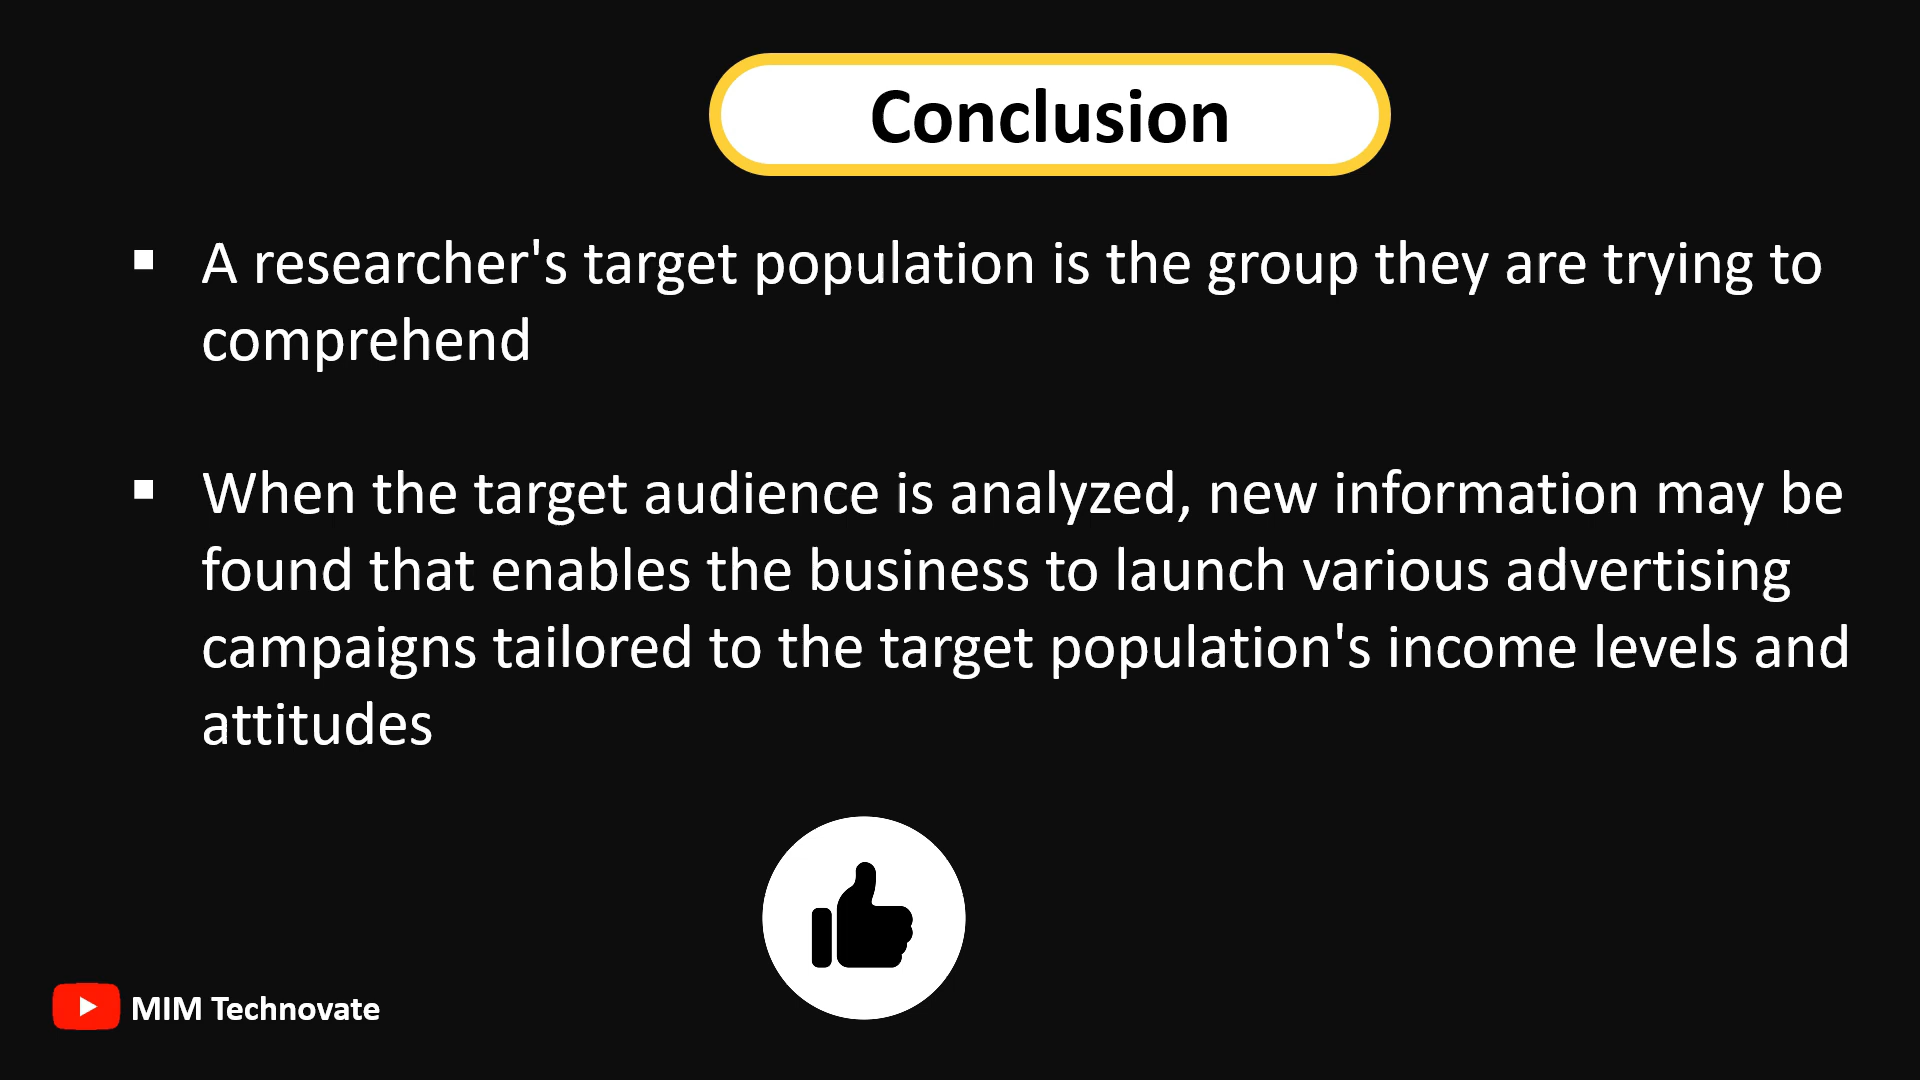 Conclusion
▪ A researcher's target population is the group they are trying to
comprehend
▪ When the target audience is analyzed, new information may be
found that enables the business to launch various advertising
campaigns tailored to the target population's income levels and
attitudes
MIM Technovate